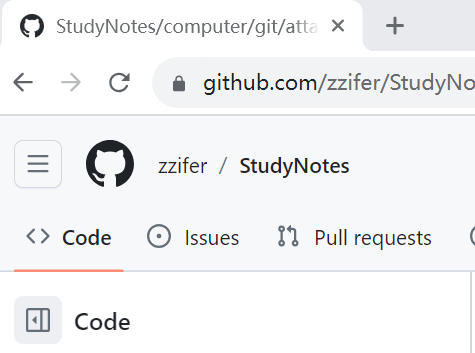 StudyNotes/computer/git/atta
github.com/zzifer/StudyNo
zzifer / StudyNotes
Code Issues Pull requests
Code